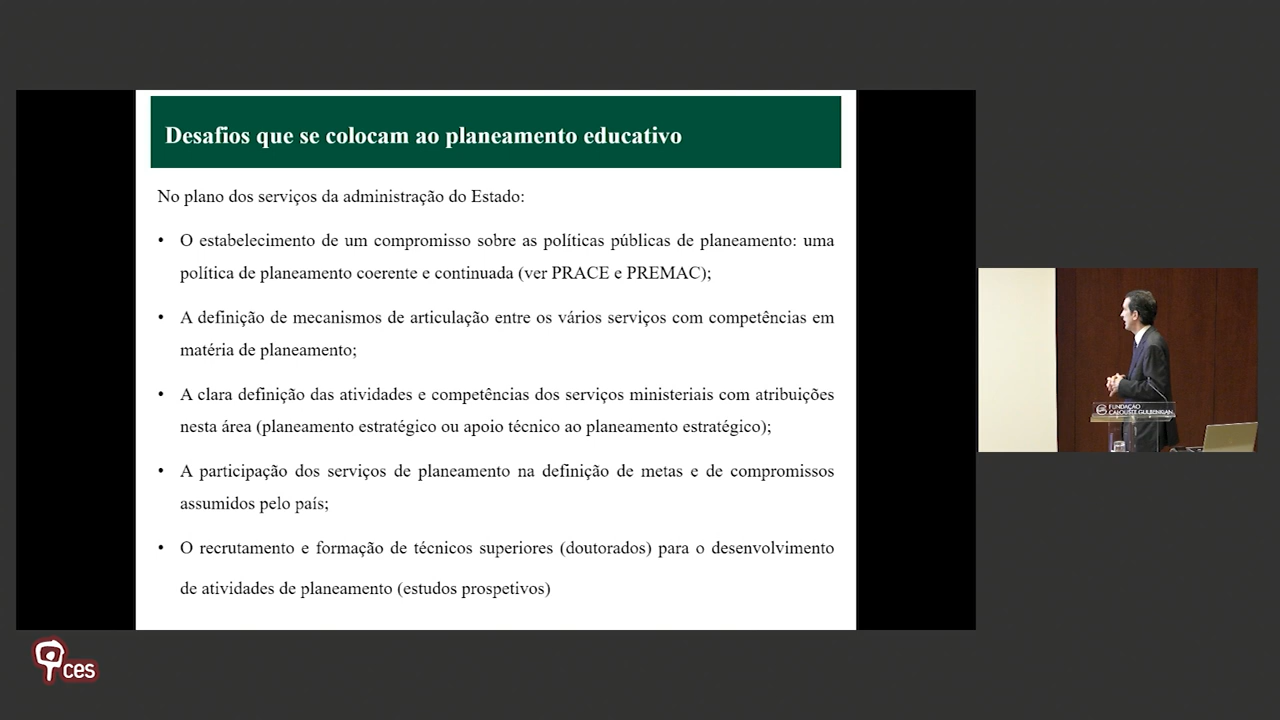 Desafios que se colocam ao planeamento educativo
No plano dos serviços da administração do Estado:
• O estabelecimento de um compromisso sobre as políticas públicas de planeamento: uma
política de planeamento coerente e continuada (ver PRACE e PREMAC);
• A definição de mecanismos de articulação entre os vários serviços com competências em
matéria de planeamento;
• A clara definição das atividades e competências dos serviços ministeriais com atribuições
nesta área (planeamento estratégico ou apoio técnico ao planeamento estratégico);
• A participação dos serviços de planeamento na definição de metas e de compromissos
assumidos pelo país;
• O recrutamento e formação de técnicos superiores (doutorados) para o desenvolvimento
de atividades de planeamento (estudos prospetivos)
FUNDAÇÃO
CALOUSTE GULBENKIAN
ces